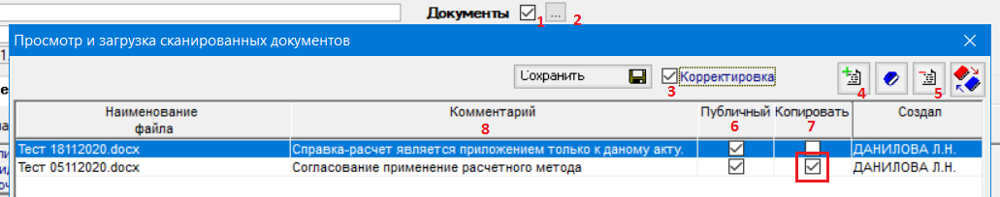 Документы 1 ... 2
Просмотр и загрузка сканированных документов
Сохранить Корректировка
3 4 5
Наименование файла Комментарий Публичный Копировать Создал
8 6 7
Тест 18112020.docx Справка-расчет является приложением только к даному акту. ДАНИЛОВА Л.Н.
Тест 05112020.docx Согласование применение расчетного метода ДАНИЛОВА Л.Н.